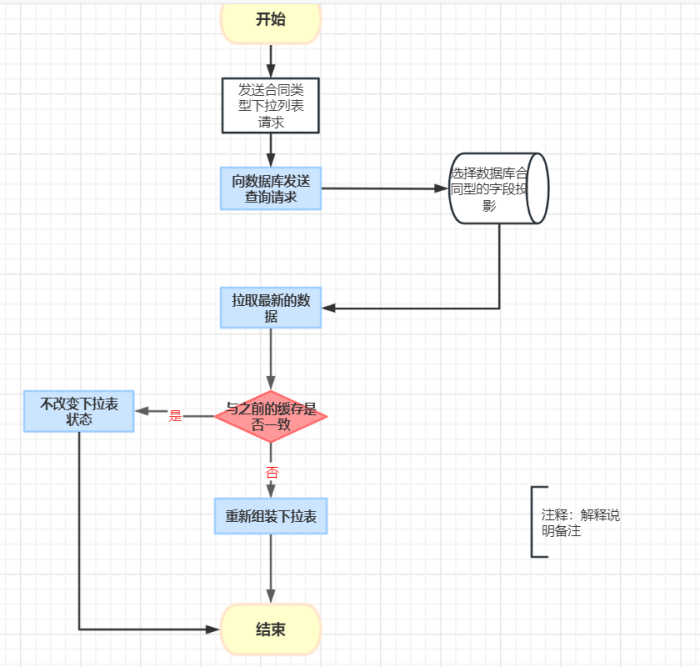 开始
发送合同类
型下拉列表
请求
向数据库发送
查询请求
选择数据库合
同型的字段投
影
拉取最新的数
据
与之前的缓存是
否一致
是
不改变下拉表
状态
否
重新组装下拉表
注释：解释说
明备注
结束